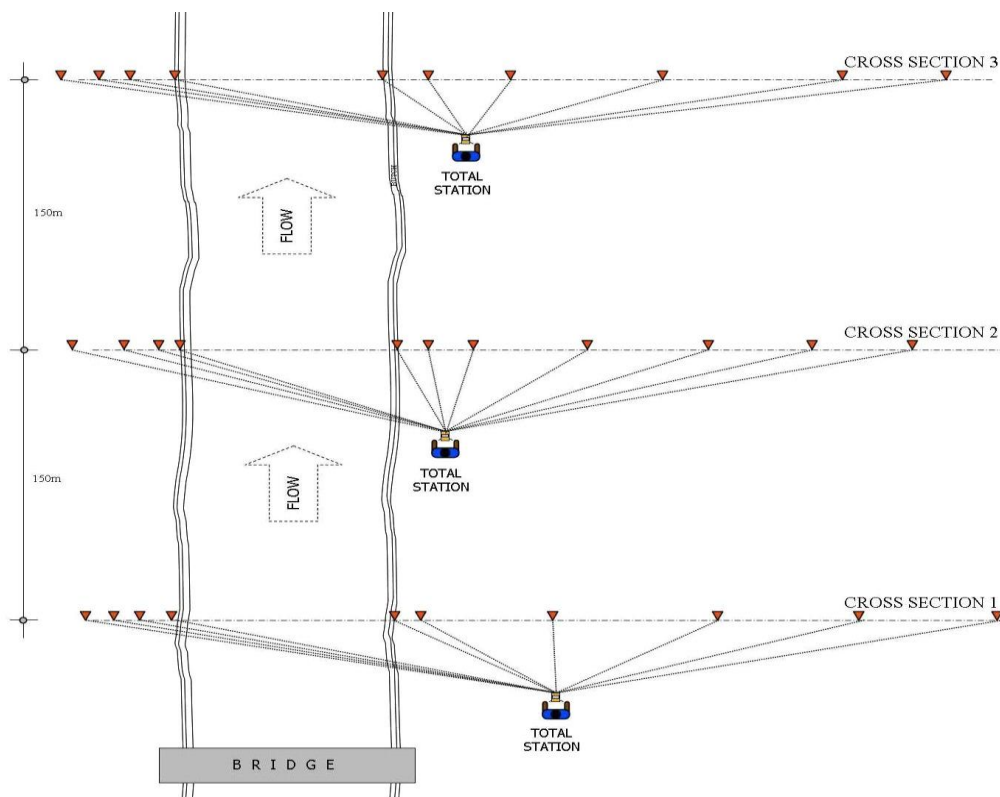 CROSS SECTION 3
TOTAL
STATION
150m
FLOW
CROSS SECTION 2
TOTAL
STATION
150m
FLOW
CROSS SECTION 1
TOTAL
STATION
BRIDGE